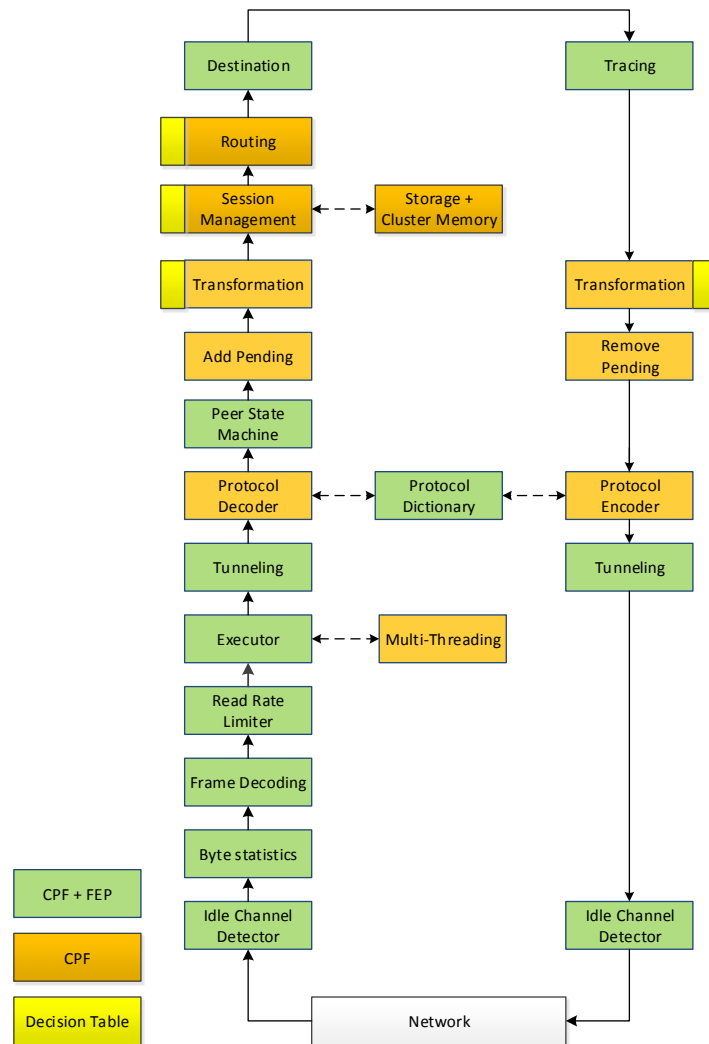 Destination
Tracing
Routing
Session
Management
Storage +
Cluster Memory
Transformation
Transformation
Add Pending
Remove
Pending
Peer State
Machine
Protocol
Decoder
Protocol
Dictionary
Protocol
Encoder
Tunneling
Tunneling
Executor
Multi-Threading
Read Rate
Limiter
Frame Decoding
Byte statistics
CPF + FEP
Idle Channel
Detector
Idle Channel
Detector
CPF
Decision Table
Network